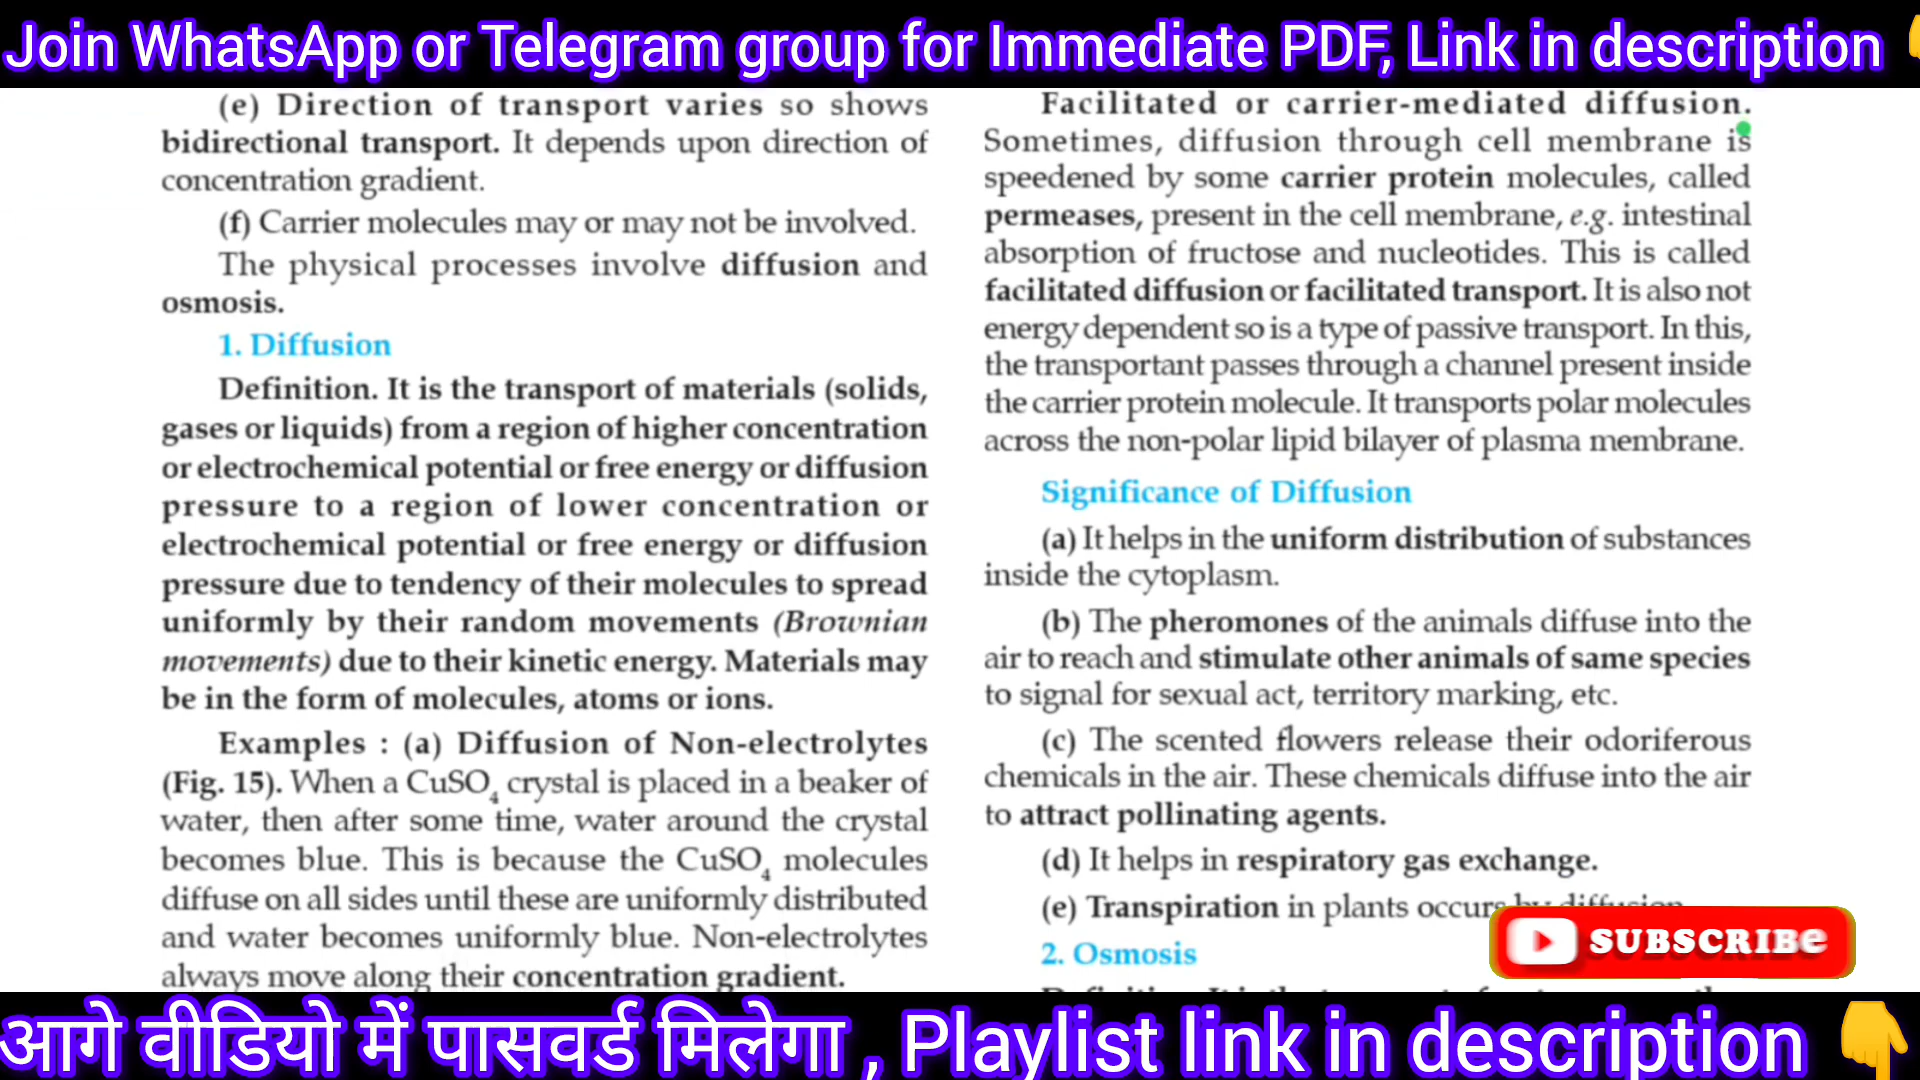 Join WhatsApp or Telegram group for Immediate PDF, Link in description
(e) Direction of transport varies so shows
bidirectional transport. It depends upon direction of
concentration gradient.
(f) Carrier molecules may or may not be involved.
The physical processes involve diffusion and
osmosis.
1. Diffusion
Definition. It is the transport of materials (solids,
gases or liquids) from a region of higher concentration
or electrochemical potential or free energy or diffusion
pressure to a region of lower concentration or
electrochemical potential or free energy or diffusion
pressure due to tendency of their molecules to spread
uniformly by their random movements (Brownian
movements) due to their kinetic energy. Materials may
be in the form of molecules, atoms or ions.
Examples : (a) Diffusion of Non-electrolytes
(Fig. 15). When a CuSO₄ crystal is placed in a beaker of
water, then after some time, water around the crystal
becomes blue. This is because the CuSO₄ molecules
diffuse on all sides until these are uniformly distributed
and water becomes uniformly blue. Non-electrolytes
always move along their concentration gradient.
Facilitated or carrier-mediated diffusion.
Sometimes, diffusion through cell membrane is
speedened by some carrier protein molecules, called
permeases, present in the cell membrane, e.g. intestinal
absorption of fructose and nucleotides. This is called
facilitated diffusion or facilitated transport. It is also not
energy dependent so is a type of passive transport. In this,
the transportant passes through a channel present inside
the carrier protein molecule. It transports polar molecules
across the non-polar lipid bilayer of plasma membrane.
Significance of Diffusion
(a) It helps in the uniform distribution of substances
inside the cytoplasm.
(b) The pheromones of the animals diffuse into the
air to reach and stimulate other animals of same species
to signal for sexual act, territory marking, etc.
(c) The scented flowers release their odoriferous
chemicals in the air. These chemicals diffuse into the air
to attract pollinating agents.
(d) It helps in respiratory gas exchange.
(e) Transpiration in plants occurs by diffusion
SUBSCRIBe
2. Osmosis
आगे वीडियो में पासवर्ड मिलेगा , Playlist link in description